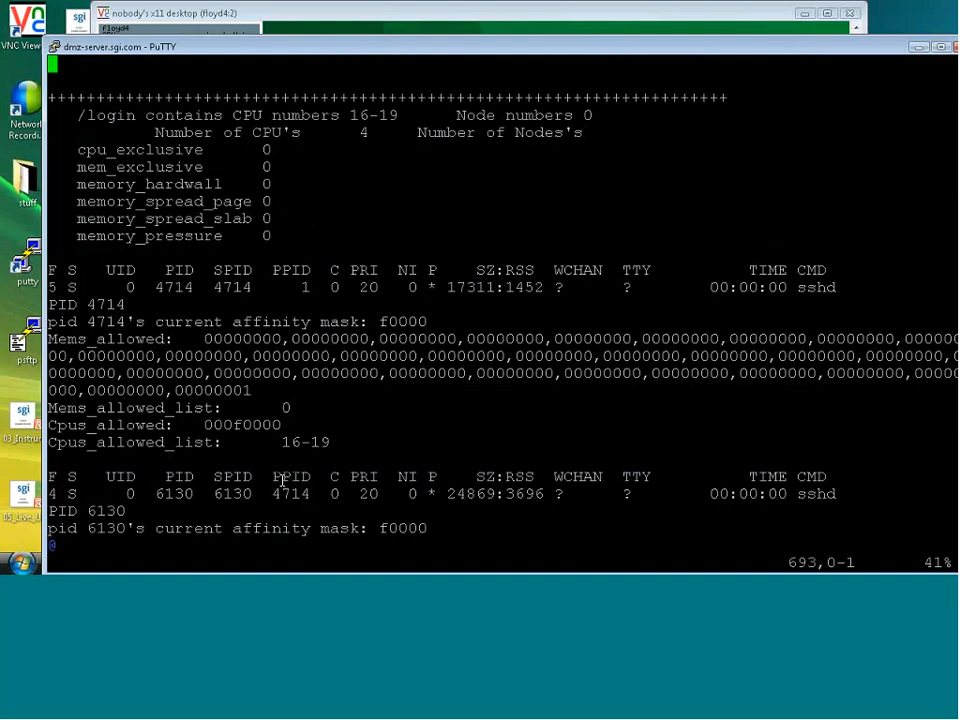 nobody's x11 desktop (floyd4:2)
sgi
floyd4
VNC View
dmz-server.sgi.com - PuTTY
+++++++++++++++++++++++++++++++++++++++++++++++++++++++++++++++++++++
/login contains CPU numbers 16-19 Node numbers 0
Number of CPU's 4 Number of Nodes's
cpu_exclusive 0
mem_exclusive 0
memory_hardwall 0
memory_spread_page 0
memory_spread_slab 0
memory_pressure 0
Network
Recordi
stuff
putty
psftp
sgi
03_Instru
sgi
05_Live_L
F S UID PID SPID PPID C PRI NI P SZ:RSS WCHAN TTY TIME CMD
5 S 0 4714 4714 1 0 20 0 * 17311:1452 ? ? 00:00:00 sshd
PID 4714
pid 4714's current affinity mask: f0000
Mems_allowed: 00000000,00000000,00000000,00000000,00000000,00000000,00000000,00000000,000000
00,00000000,00000000,00000000,00000000,00000000,00000000,00000000,00000000,00000000,0
0000000,00000000,00000000,00000000,00000000,00000000,00000000,00000000,00000000,00000
000,00000000,00000001
Mems_allowed_list: 0
Cpus_allowed: 000f0000
Cpus_allowed_list: 16-19
F S UID PID SPID PPID C PRI NI P SZ:RSS WCHAN TTY TIME CMD
4 S 0 6130 6130 4714 0 20 0 * 24869:3696 ? ? 00:00:00 sshd
PID 6130
pid 6130's current affinity mask: f0000
@
693,0-1 41%